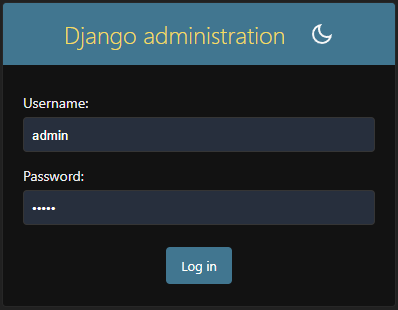 Django administration
Username:
admin
Password:
•••••
Log in